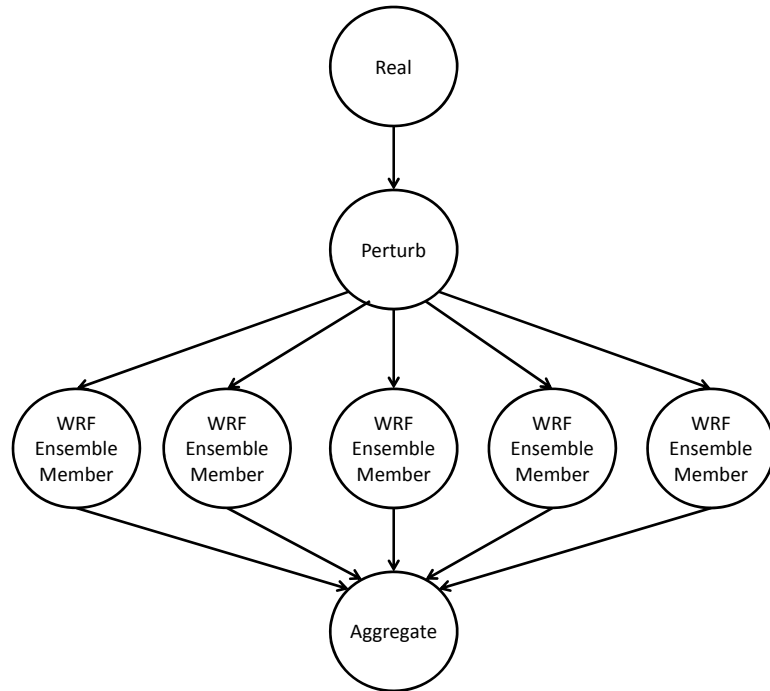 Real
Perturb
WRF
Ensemble
Member
WRF
Ensemble
Member
WRF
Ensemble
Member
WRF
Ensemble
Member
WRF
Ensemble
Member
Aggregate